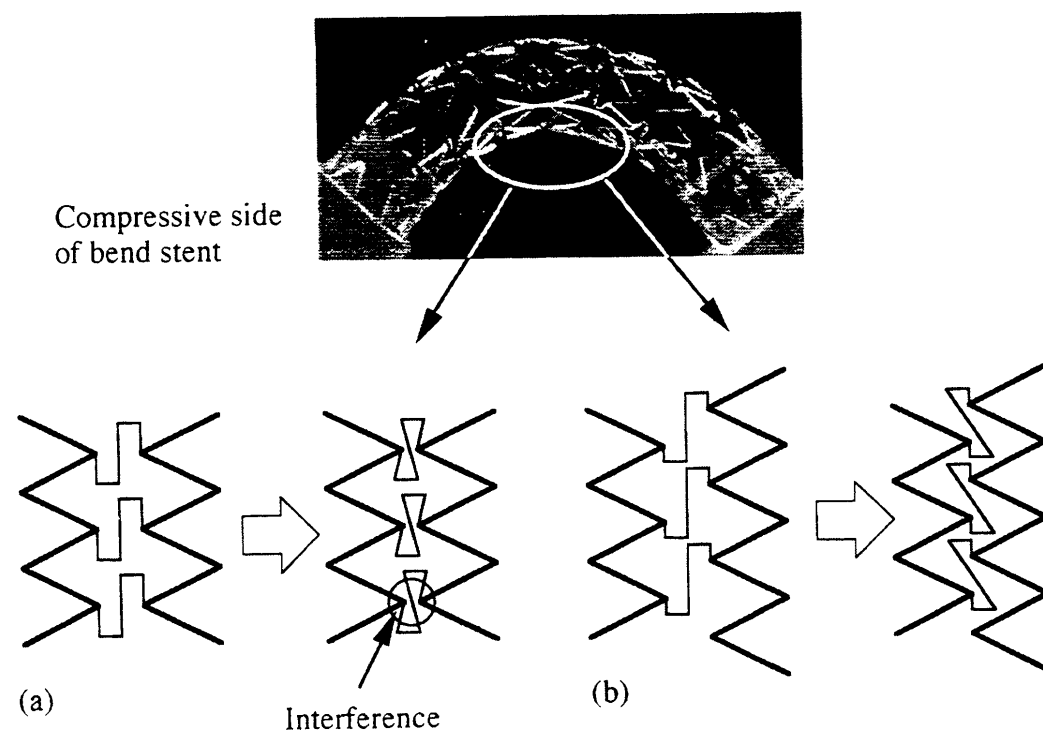 Compressive side
of bend stent
(a)
Interference
(b)